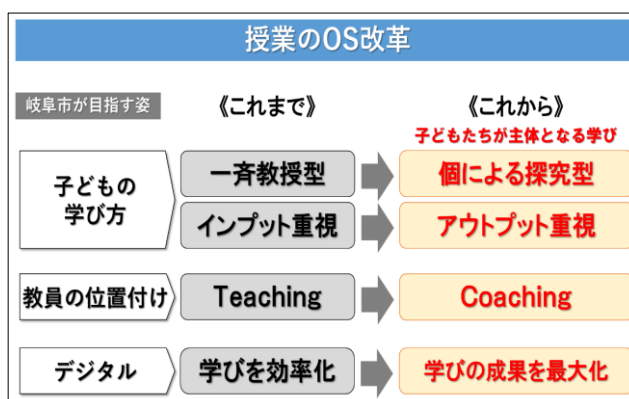 授業のOS改革
岐阜市が目指す姿
《これまで》
《これから》
子どもたちが主体となる学び
子どもの
学び方
一斉教授型
個による探究型
インプット重視
アウトプット重視
教員の位置付け
Teaching
Coaching
デジタル
学びを効率化
学びの成果を最大化